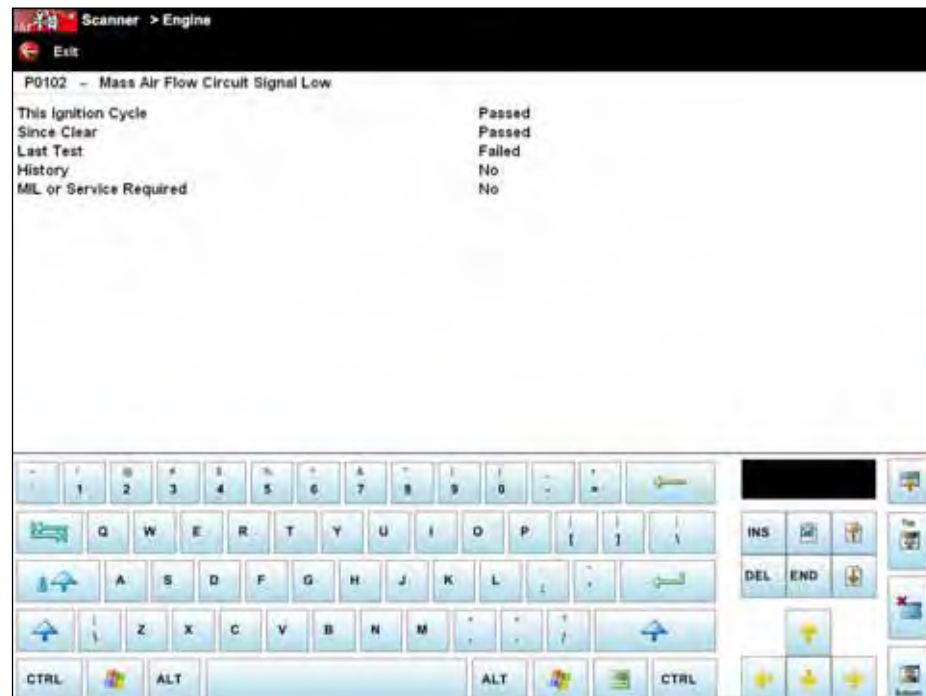 Scanner > Engine
Exit
P0102 – Mass Air Flow Circuit Signal Low
This Ignition Cycle Passed
Since Clear Passed
Last Test Failed
History No
MIL or Service Required No
1 2 3 4 5 6 7 8 9 0 - =
Q W E R T Y U I O P [ ] \
INS
A S D F G H J K L ;
DEL END
\ Z X C V B N M , . /
CTRL ALT ALT CTRL